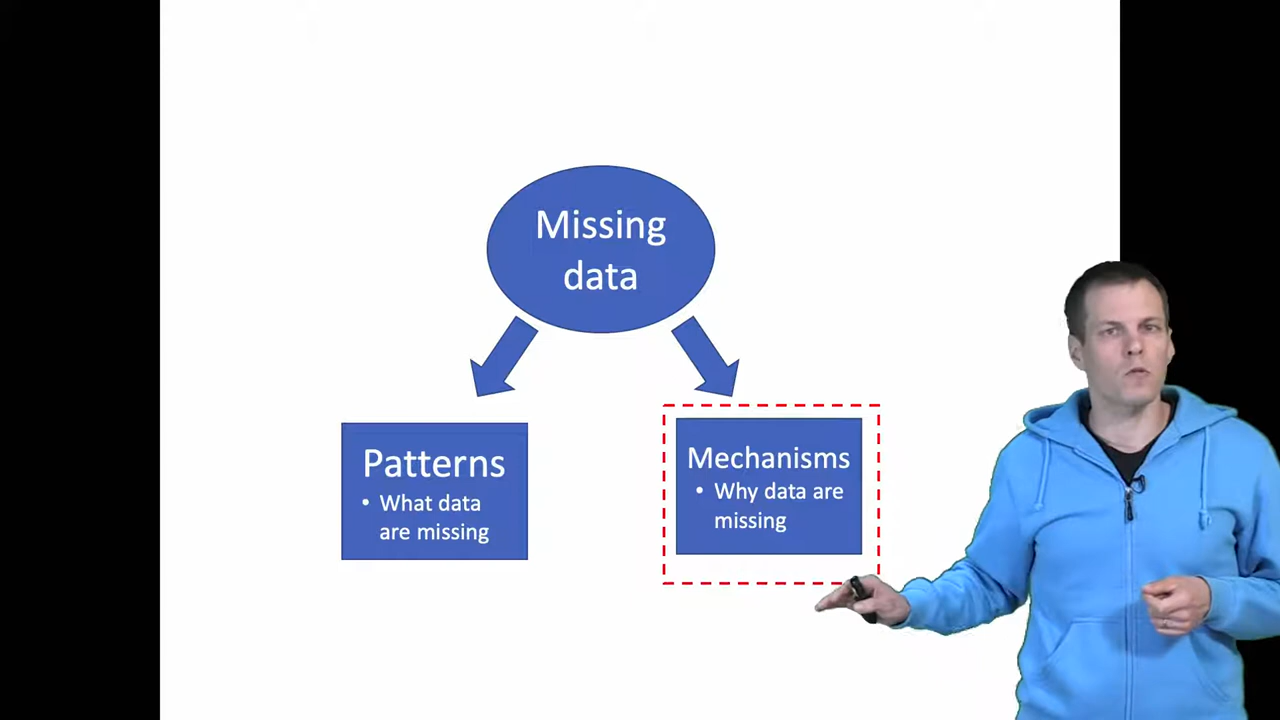 Missing
data
Patterns
• What data
are missing
Mechanisms
• Why data are
missing